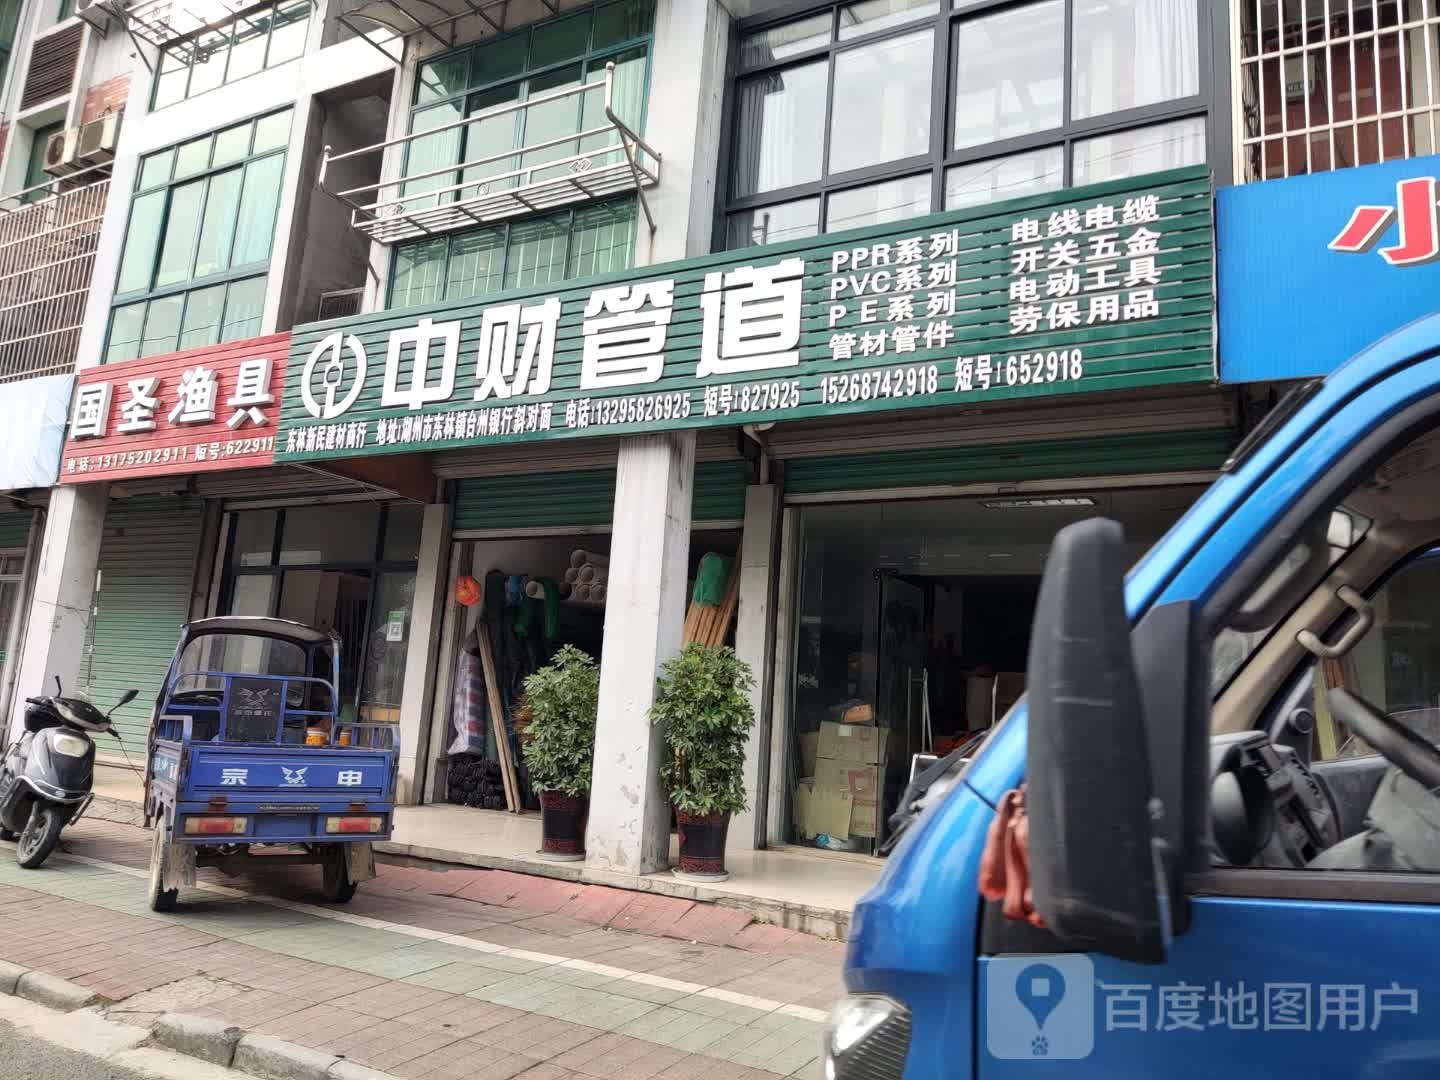 国圣渔具
电话:13175202911 短号:622911
中财管道
PPR系列
PVC系列
PE系列
管材管件
电线电缆
开关五金
电动工具
劳保用品
东林新民建材商行 地址:湖州市东林镇台州银行斜对面 电话:13295826925 短号:827925 15268742918 短号:652918
小
宗申
百度地图用户